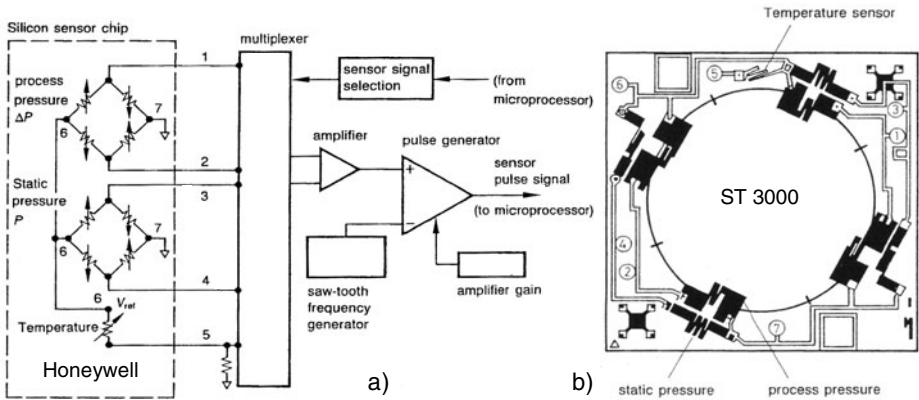 Silicon sensor chip
process
pressure
ΔP
6
7
1
2
Static
pressure
P
6
7
3
4
6
V_ref
Temperature
5
Honeywell
multiplexer
sensor signal
selection
(from
microprocessor)
amplifier
pulse generator
+
−
sensor
pulse signal
(to microprocessor)
saw-tooth
frequency
generator
amplifier gain
a)
b)
Temperature sensor
5
6
3
1
ST 3000
4
2
7
static pressure
process pressure